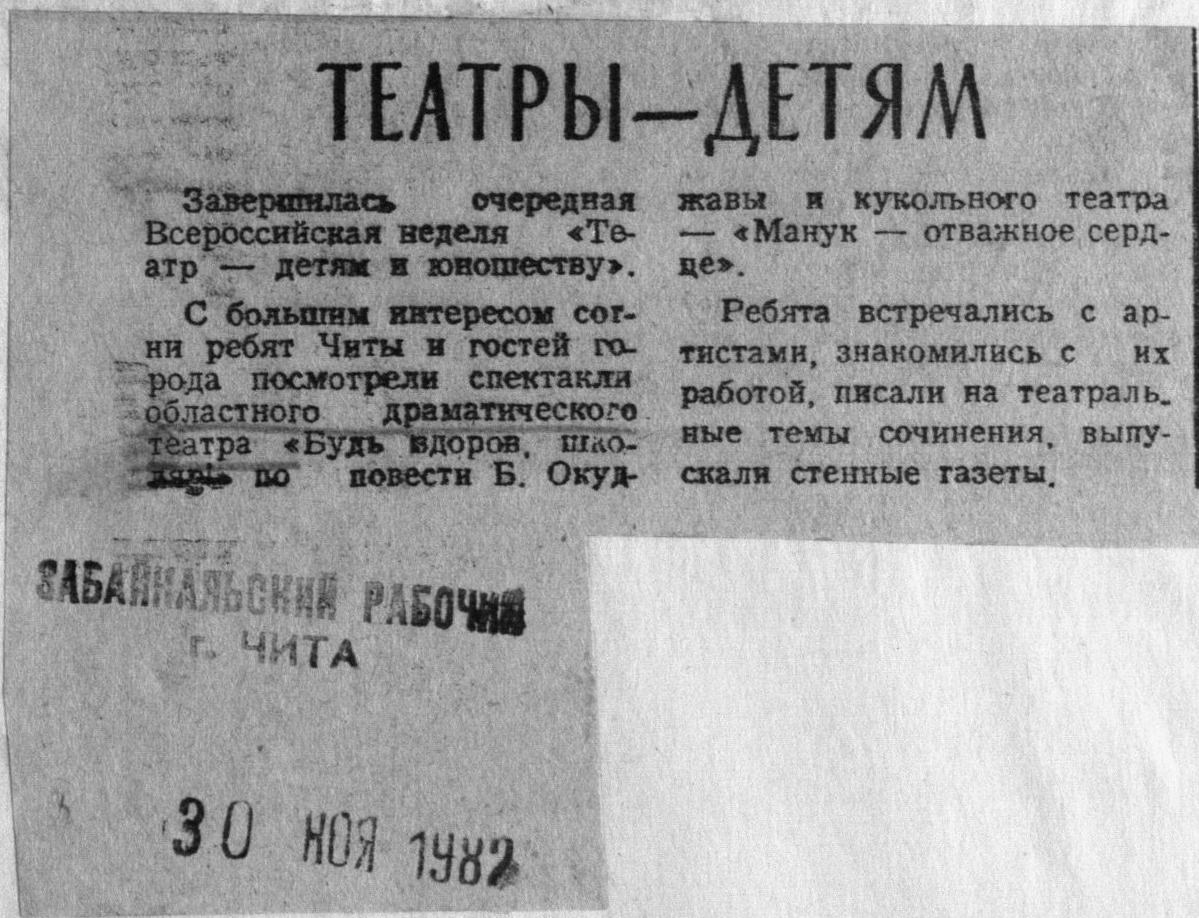 ТЕАТРЫ—ДЕТЯМ
Завершилась очередная
Всероссийская неделя «Те-
атр — детям и юношеству».
С большим интересом сот-
ни ребят Читы и гостей го-
рода посмотрели спектакли
областного драматического
театра «Будь здоров, шко-
ляр!» по повести Б. Окуд-
жавы и кукольного театра
— «Манук — отважное серд-
це».
Ребята встречались с ар-
тистами, знакомились с их
работой, писали на театраль-
ные темы сочинения, выпу-
скали стенные газеты.
ЗАБАЙКАЛЬСКИЙ РАБОЧИЙ
г. ЧИТА
30 НОЯ 1982